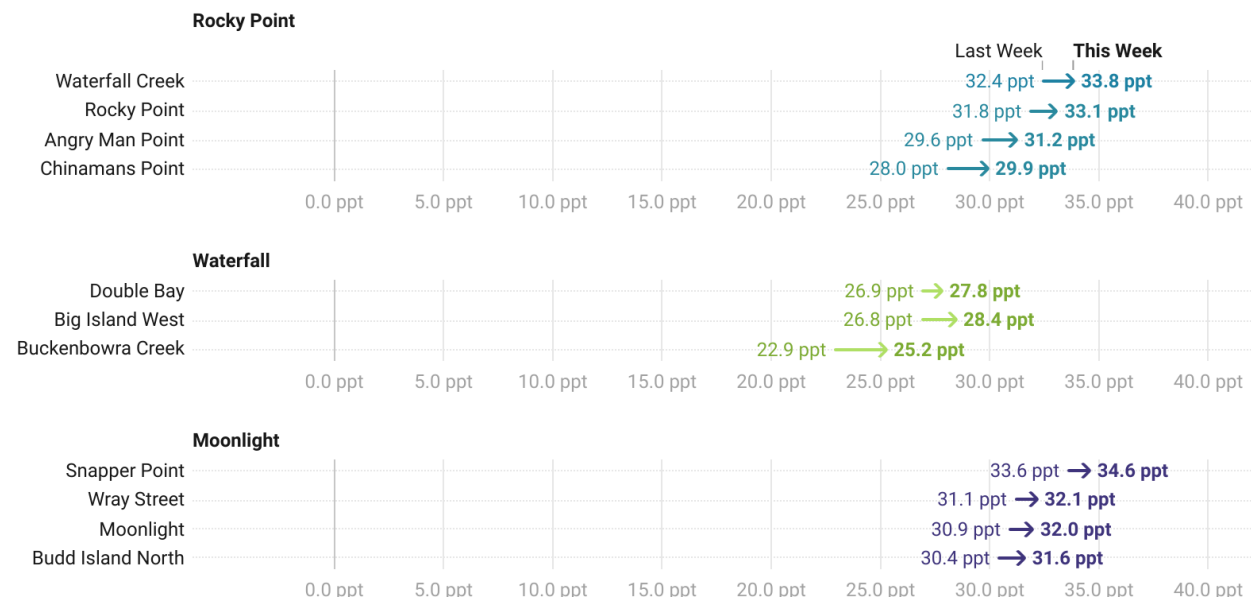 Rocky Point
Last Week This Week
Waterfall Creek 32.4 ppt 33.8 ppt
Rocky Point 31.8 ppt 33.1 ppt
Angry Man Point 29.6 ppt 31.2 ppt
Chinamans Point 28.0 ppt 29.9 ppt
0.0 ppt 5.0 ppt 10.0 ppt 15.0 ppt 20.0 ppt 25.0 ppt 30.0 ppt 35.0 ppt 40.0 ppt
Waterfall
Double Bay 26.9 ppt 27.8 ppt
Big Island West 26.8 ppt 28.4 ppt
Buckenbowra Creek 22.9 ppt 25.2 ppt
0.0 ppt 5.0 ppt 10.0 ppt 15.0 ppt 20.0 ppt 25.0 ppt 30.0 ppt 35.0 ppt 40.0 ppt
Moonlight
Snapper Point 33.6 ppt 34.6 ppt
Wray Street 31.1 ppt 32.1 ppt
Moonlight 30.9 ppt 32.0 ppt
Budd Island North 30.4 ppt 31.6 ppt
0.0 ppt 5.0 ppt 10.0 ppt 15.0 ppt 20.0 ppt 25.0 ppt 30.0 ppt 35.0 ppt 40.0 ppt